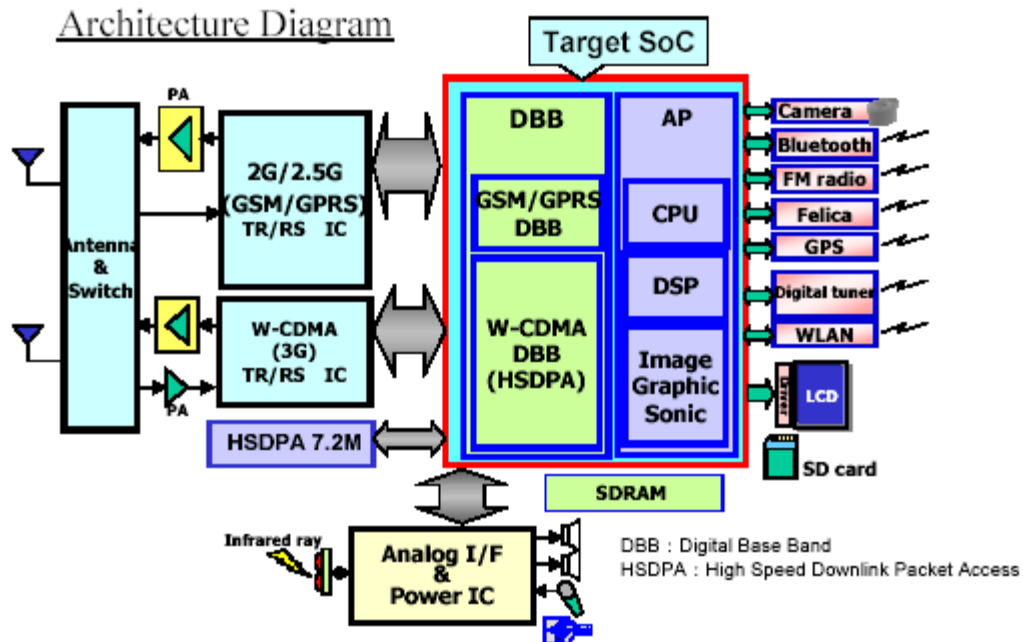 Architecture Diagram
Target SoC
PA
2G/2.5G
(GSM/GPRS)
TR/RS IC
Antenna
&
Switch
W-CDMA
(3G)
TR/RS IC
PA
HSDPA 7.2M
DBB
GSM/GPRS
DBB
W-CDMA
DBB
(HSDPA)
AP
CPU
DSP
Image
Graphic
Sonic
Camera
Bluetooth
FM radio
Felica
GPS
Digital tuner
WLAN
Driver
LCD
SD card
SDRAM
Infrared ray
Analog I/F
&
Power IC
DBB : Digital Base Band
HSDPA : High Speed Downlink Packet Access